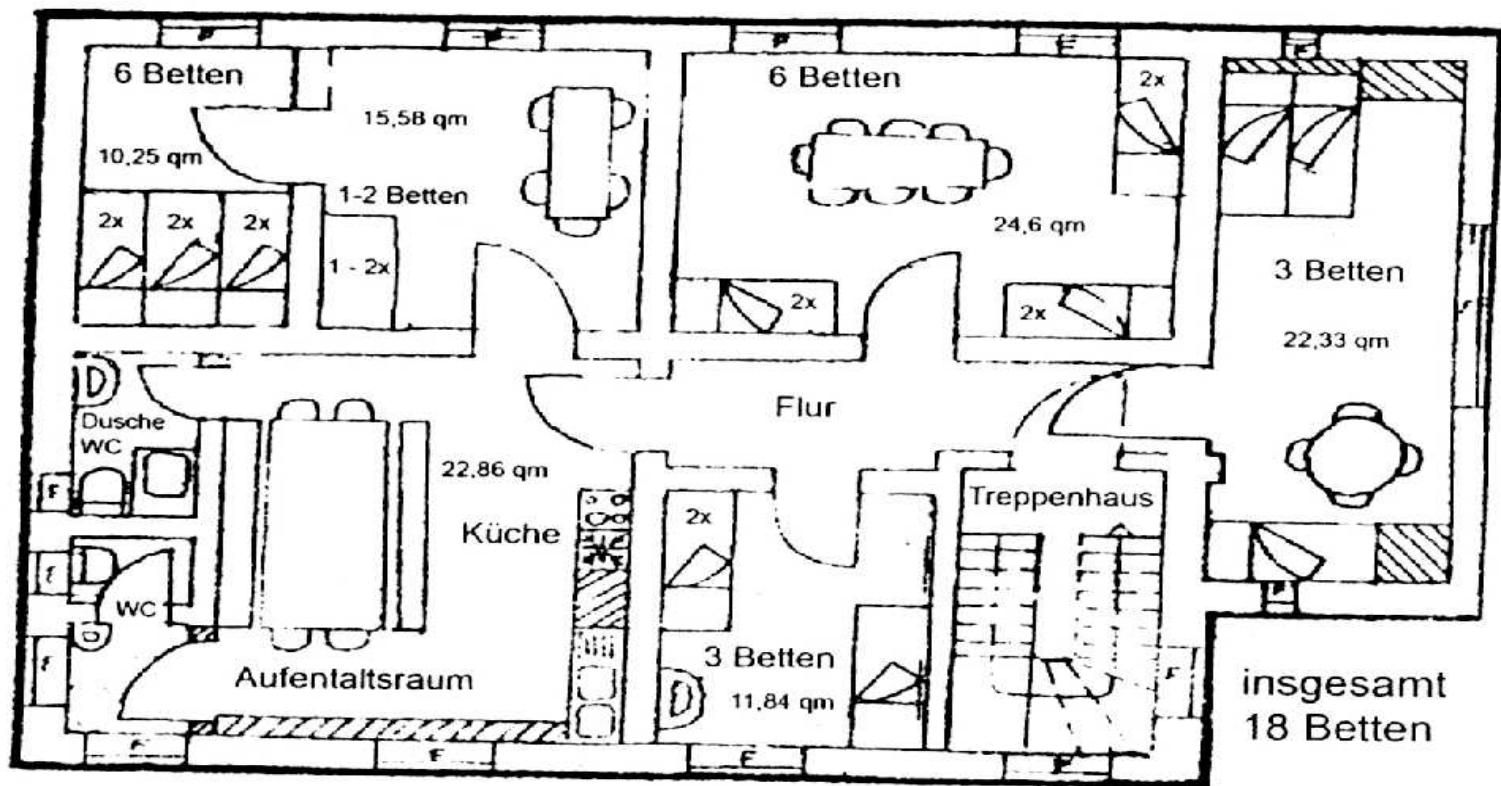 6 Betten
10,25 qm
2x
2x
2x
15,58 qm
1-2 Betten
1 - 2x
6 Betten
2x
24,6 qm
2x
2x
3 Betten
22,33 qm
Flur
Dusche
WC
22,86 qm
Küche
WC
Aufentaltsraum
2x
3 Betten
11,84 qm
Treppenhaus
insgesamt
18 Betten
F
F
F
F
F
F
F
F
F